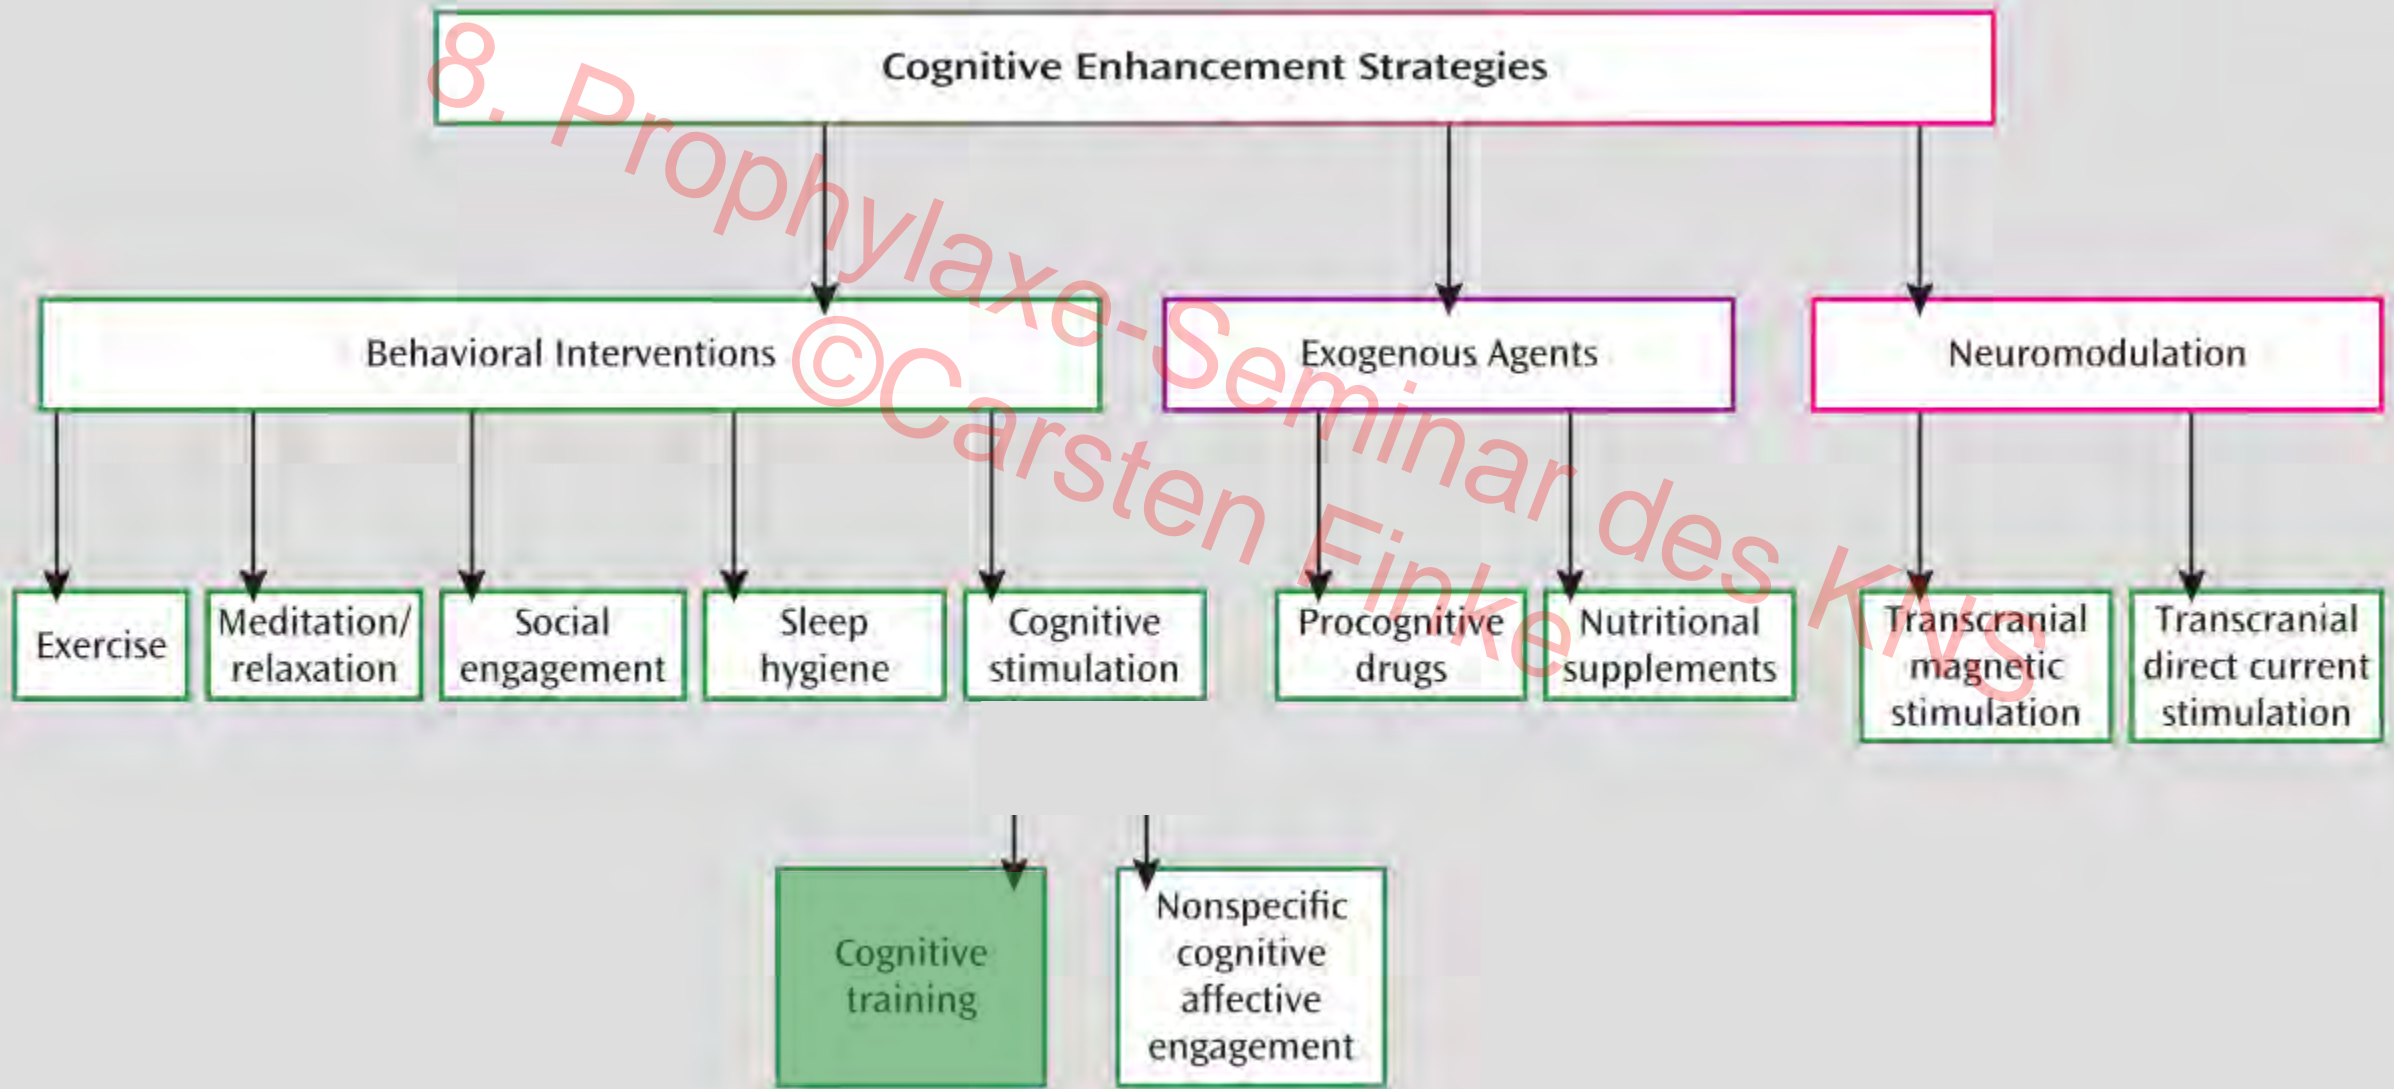 Cognitive Enhancement Strategies
8. Prophylaxe-Seminar des KNS
©Carsten Finke
Behavioral Interventions
Exogenous Agents
Neuromodulation
Exercise
Meditation/
relaxation
Social
engagement
Sleep
hygiene
Cognitive
stimulation
Procognitive
drugs
Nutritional
supplements
Transcranial
magnetic
stimulation
Transcranial
direct current
stimulation
Cognitive
training
Nonspecific
cognitive
affective
engagement